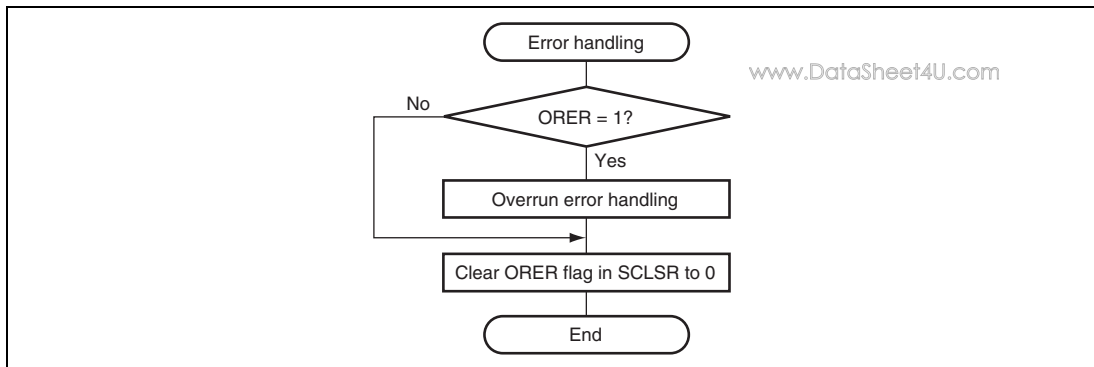 Error handling
www.DataSheet4U.com
No
ORER = 1?
Yes
Overrun error handling
Clear ORER flag in SCLSR to 0
End